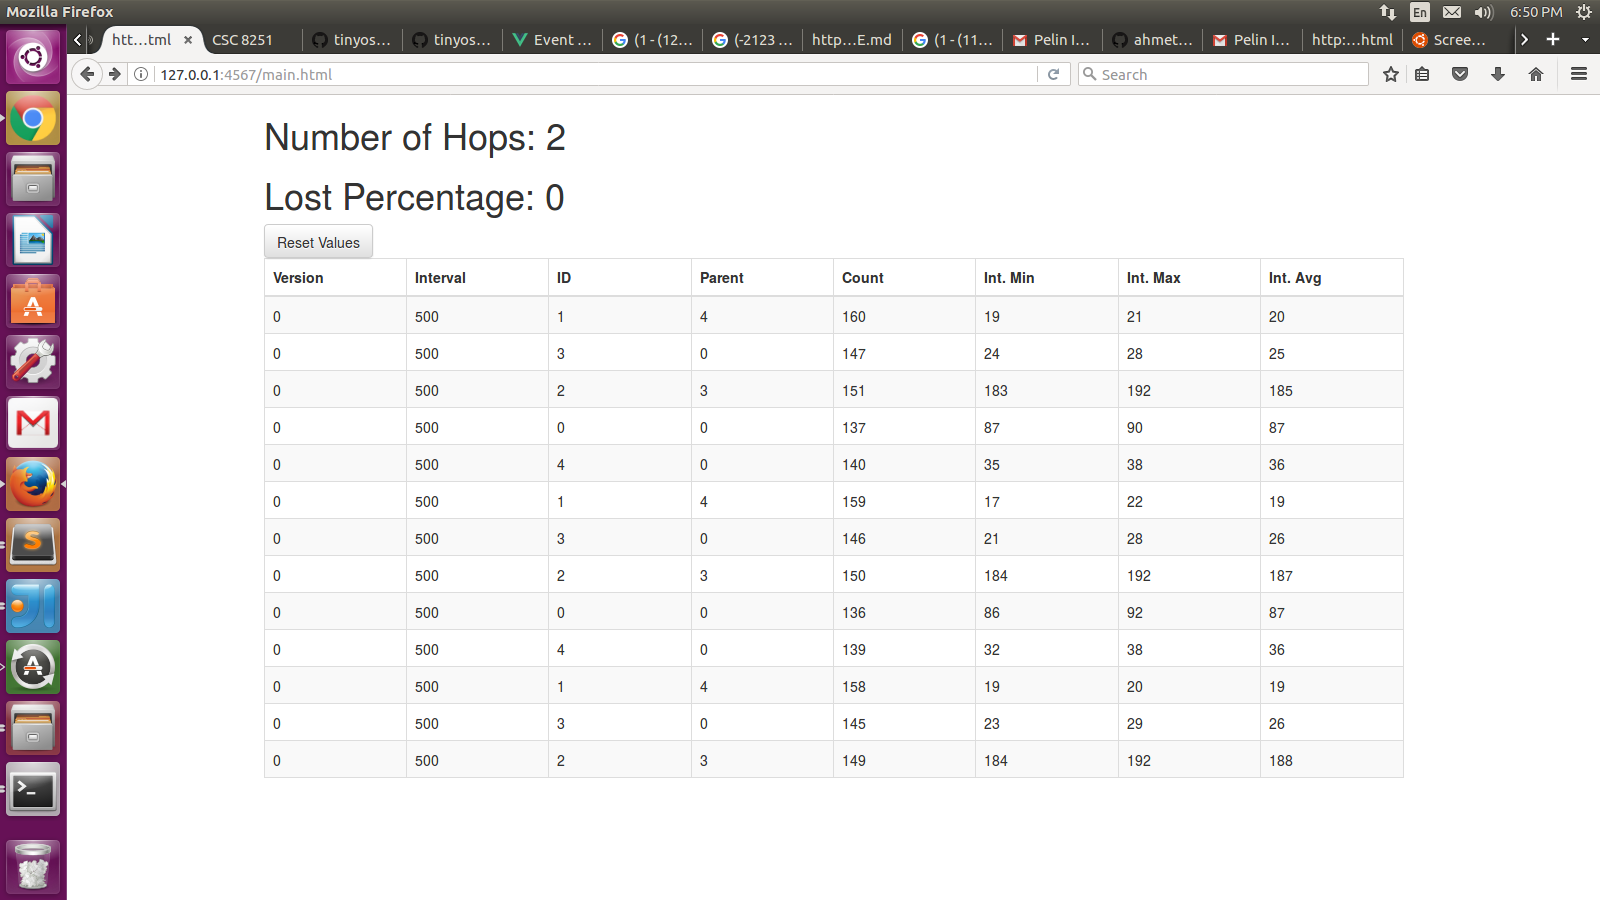 Mozilla Firefox
En
6:50 PM
htt...tml
CSC 8251
tinyos...
tinyos...
Event ...
(1 - (12...
(-2123 ...
http...E.md
(1 - (11...
Pelin I...
ahmet...
Pelin I...
http:...html
Scree...
127.0.0.1:4567/main.html
Search
Number of Hops: 2
Lost Percentage: 0
Reset Values
Version Interval ID Parent Count Int. Min Int. Max Int. Avg
0 500 1 4 160 19 21 20
0 500 3 0 147 24 28 25
0 500 2 3 151 183 192 185
0 500 0 0 137 87 90 87
0 500 4 0 140 35 38 36
0 500 1 4 159 17 22 19
0 500 3 0 146 21 28 26
0 500 2 3 150 184 192 187
0 500 0 0 136 86 92 87
0 500 4 0 139 32 38 36
0 500 1 4 158 19 20 19
0 500 3 0 145 23 29 26
0 500 2 3 149 184 192 188